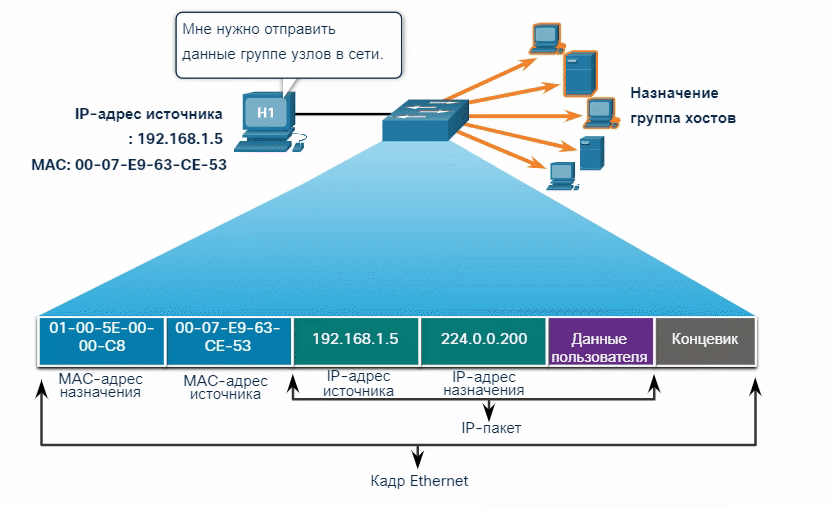 Мне нужно отправить
данные группе узлов в сети.
H1
IP-адрес источника
: 192.168.1.5
MAC: 00-07-E9-63-CE-53
Назначение
группа хостов
01-00-5E-00-
00-C8
00-07-E9-63-
CE-53
192.168.1.5
224.0.0.200
Данные
пользователя
Концевик
MAC-адрес
назначения
MAC-адрес
источника
IP-адрес
источника
IP-адрес
назначения
IP-пакет
Кадр Ethernet